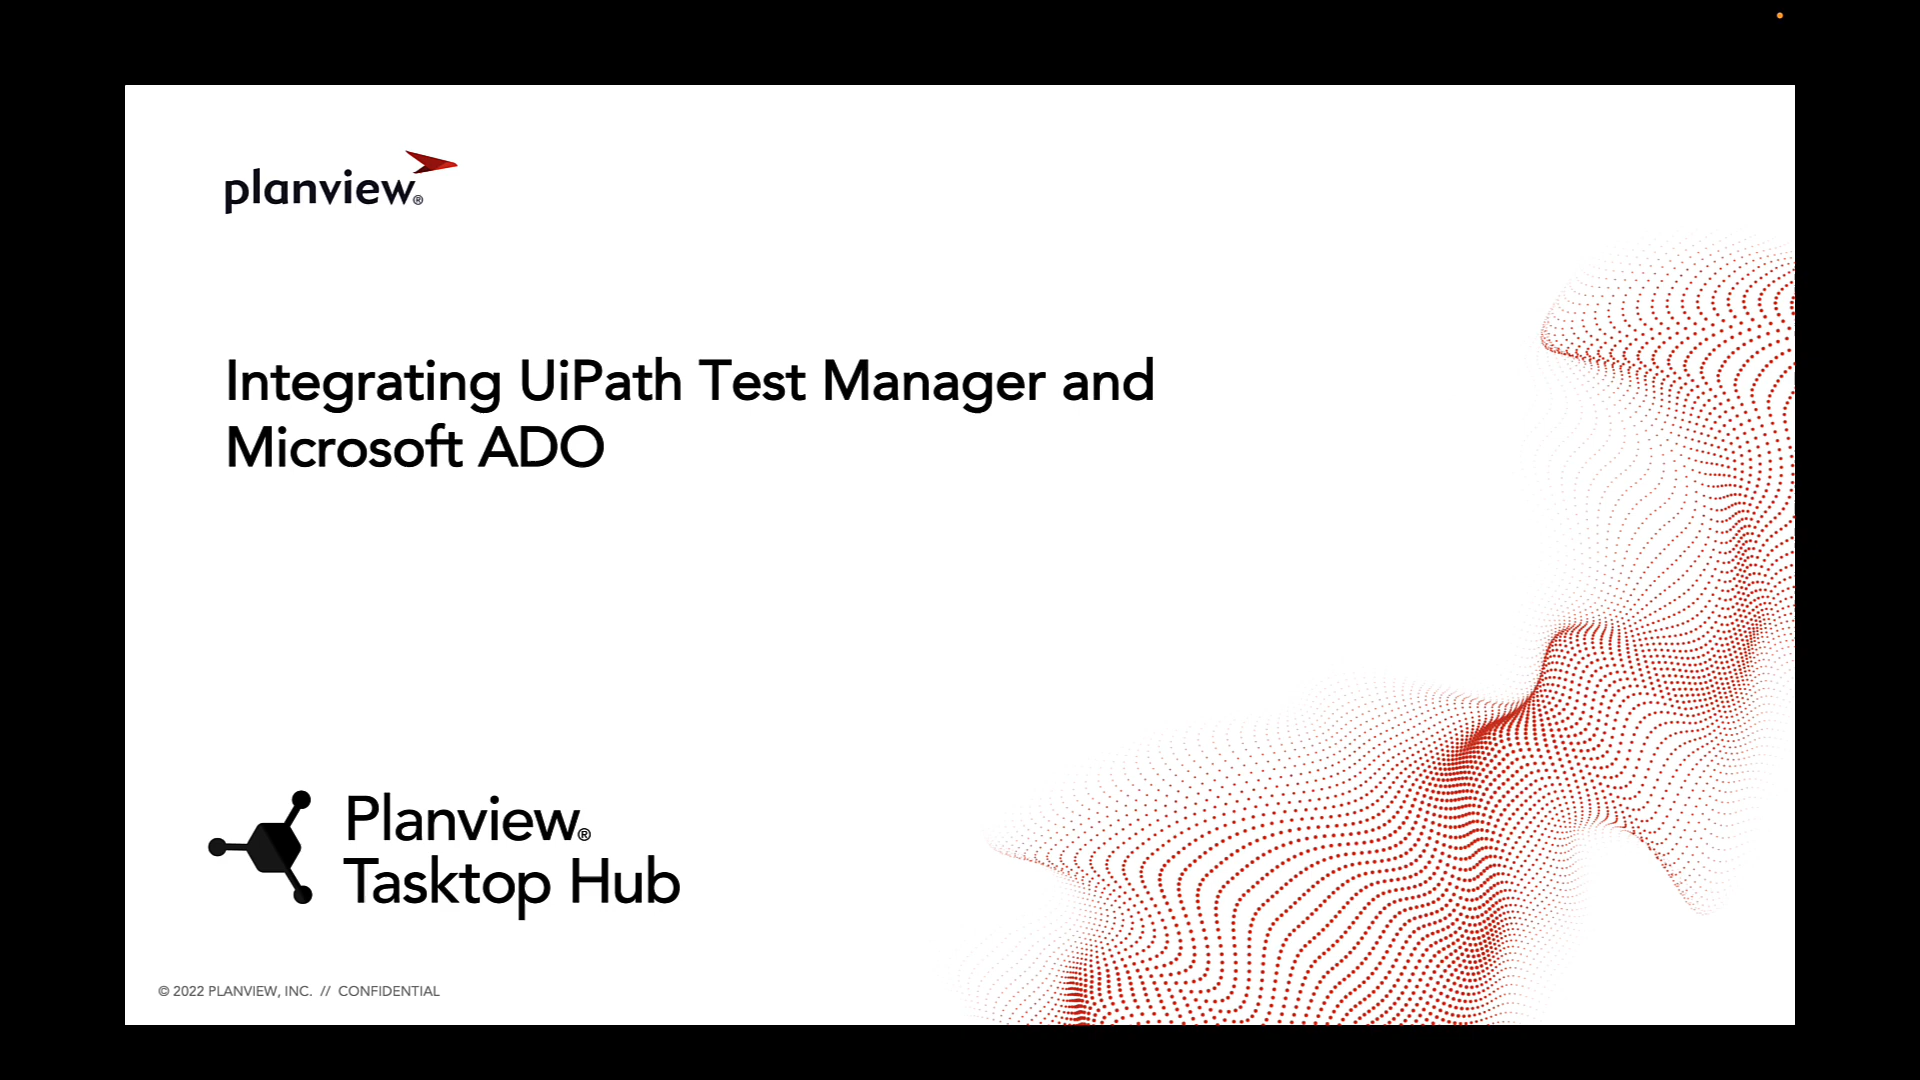 planview®
Integrating UiPath Test Manager and
Microsoft ADO
Planview®
Tasktop Hub
© 2022 PLANVIEW, INC. // CONFIDENTIAL